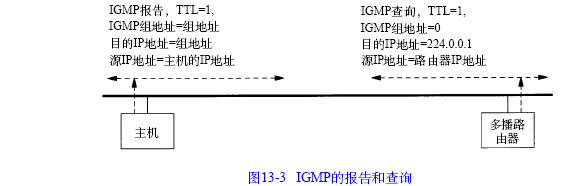 IGMP报告，TTL=1,
IGMP组地址=组地址
目的IP地址=组地址
源IP地址=主机的IP地址
IGMP查询，TTL=1,
IGMP组地址=0
目的IP地址=224.0.0.1
源IP地址=路由器IP地址
主机
多播路
由器
图13-3 IGMP的报告和查询